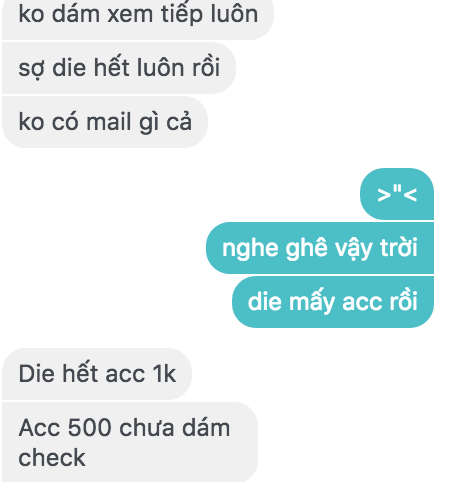 ko dám xem tiếp luôn
sợ die hết luôn rồi
ko có mail gì cả
>"<
nghe ghê vậy trời
die mấy acc rồi
Die hết acc 1k
Acc 500 chưa dám
check